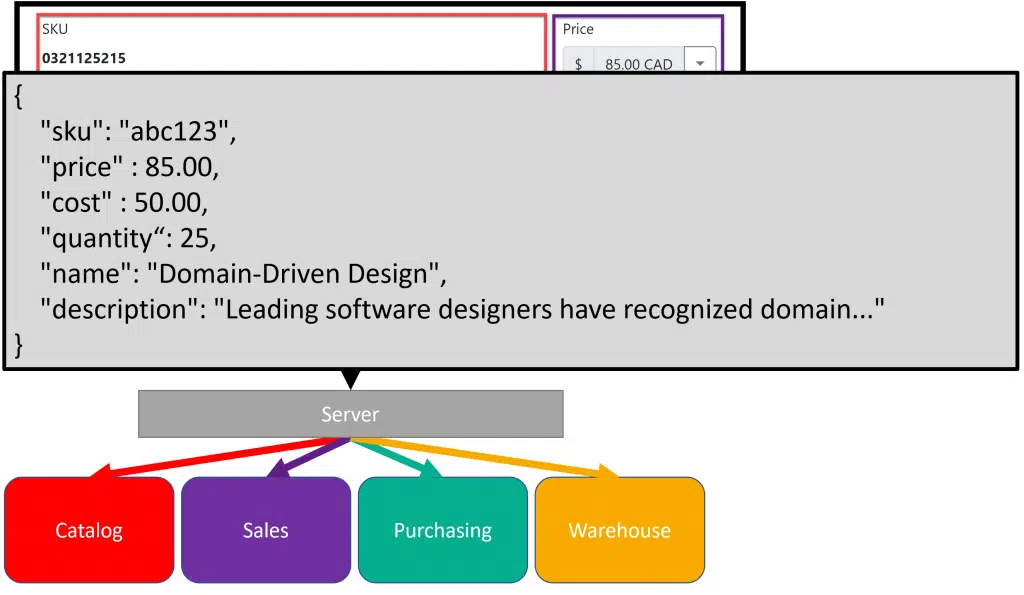 SKU
Price
0321125215
$ 85.00 CAD
{
"sku": "abc123",
"price" : 85.00,
"cost" : 50.00,
"quantity“: 25,
"name": "Domain-Driven Design",
"description": "Leading software designers have recognized domain..."
}
Server
Catalog
Sales
Purchasing
Warehouse